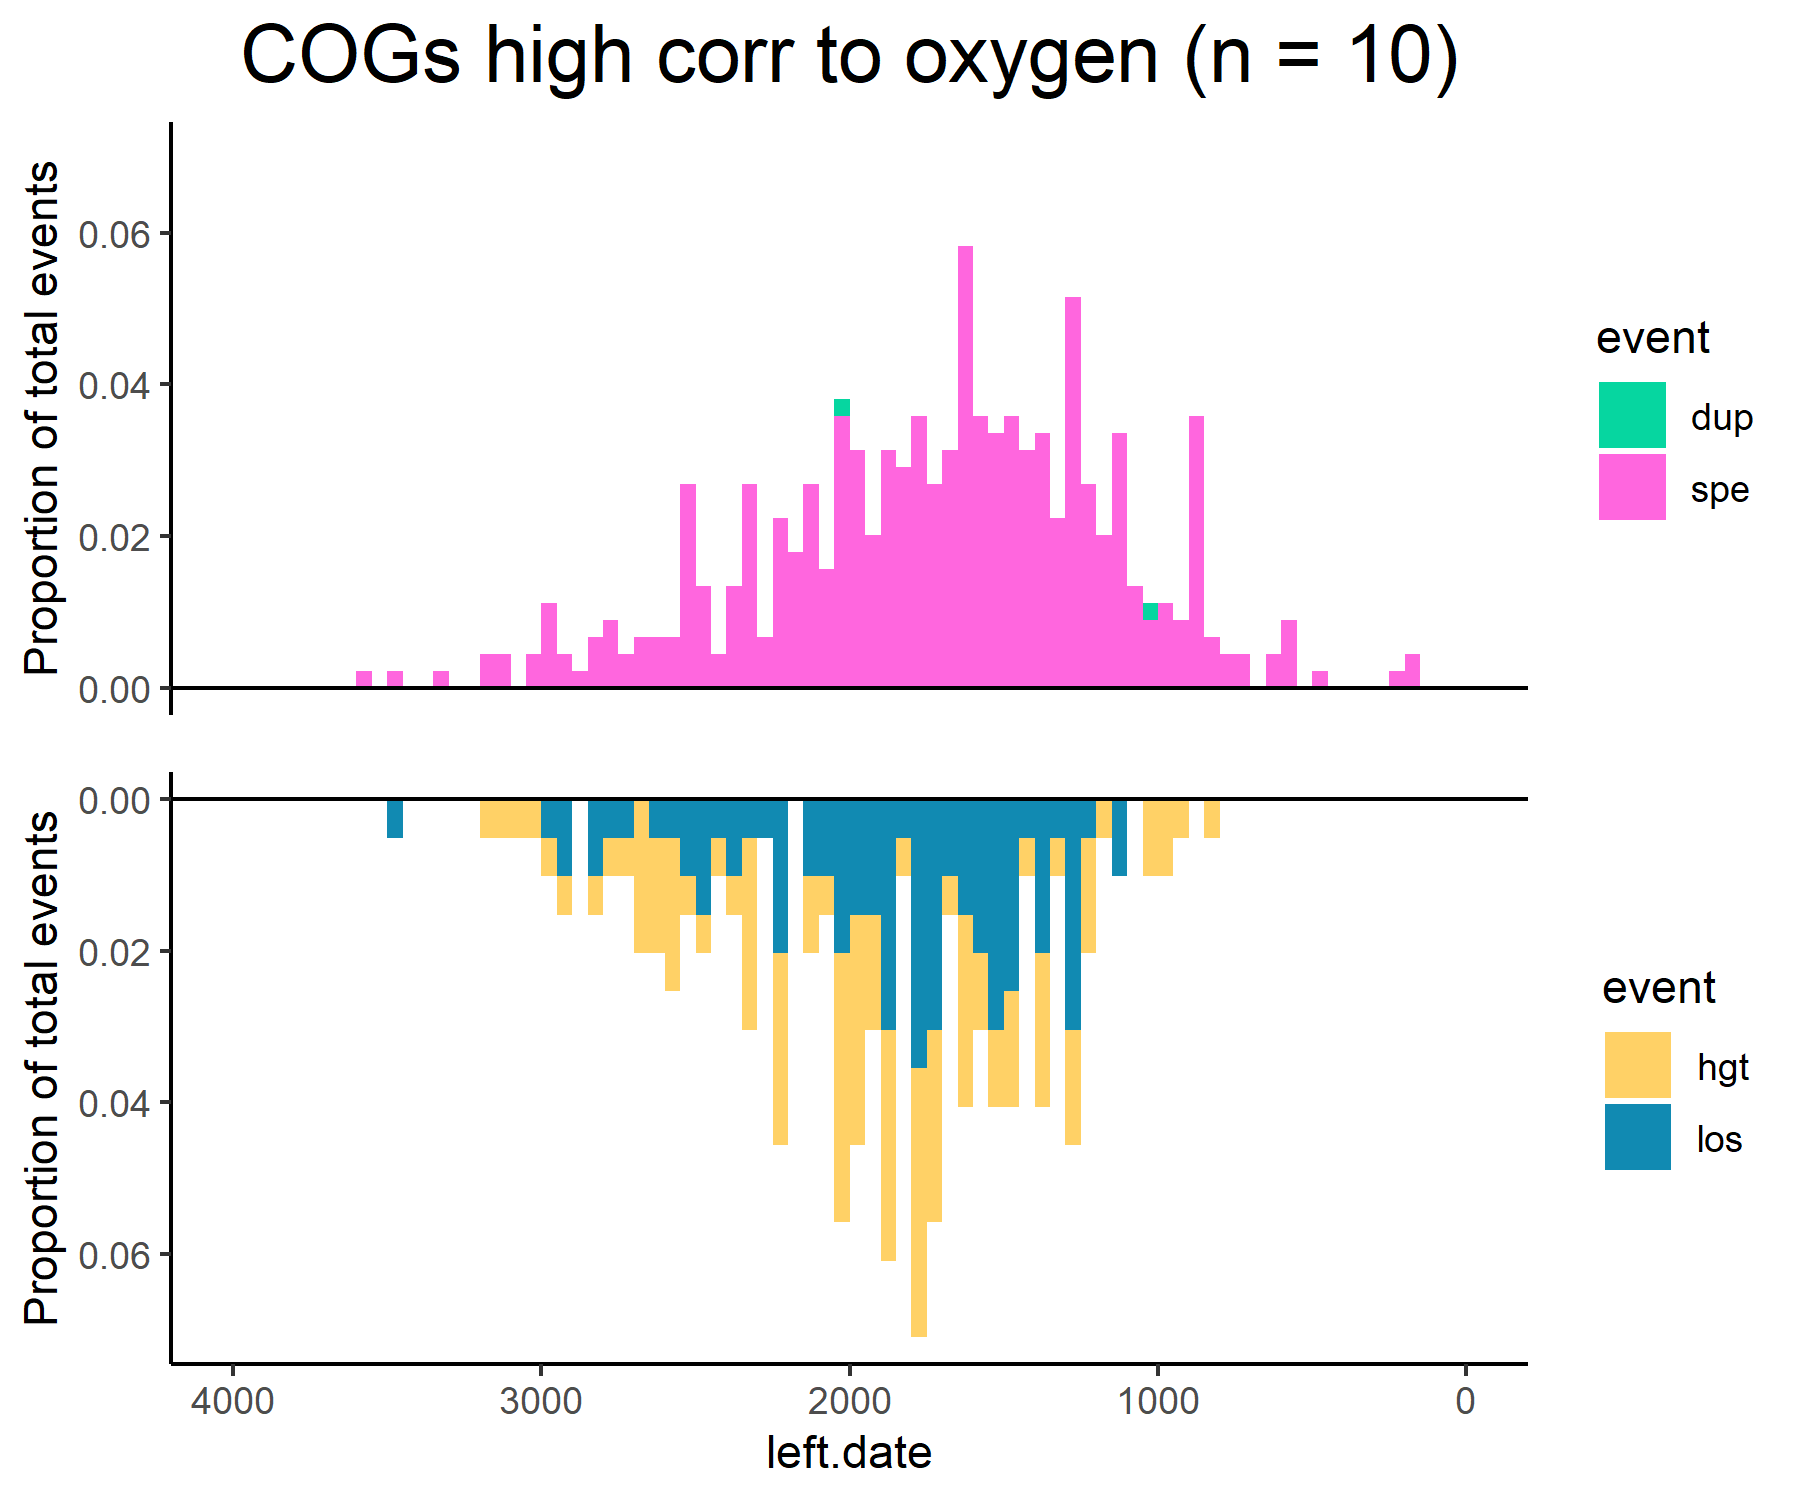 COGs high corr to oxygen (n = 10)
Proportion of total events
0.06
0.04
0.02
0.00
event
dup
spe
Proportion of total events
0.00
0.02
0.04
0.06
event
hgt
los
4000 3000 2000 1000 0
left.date